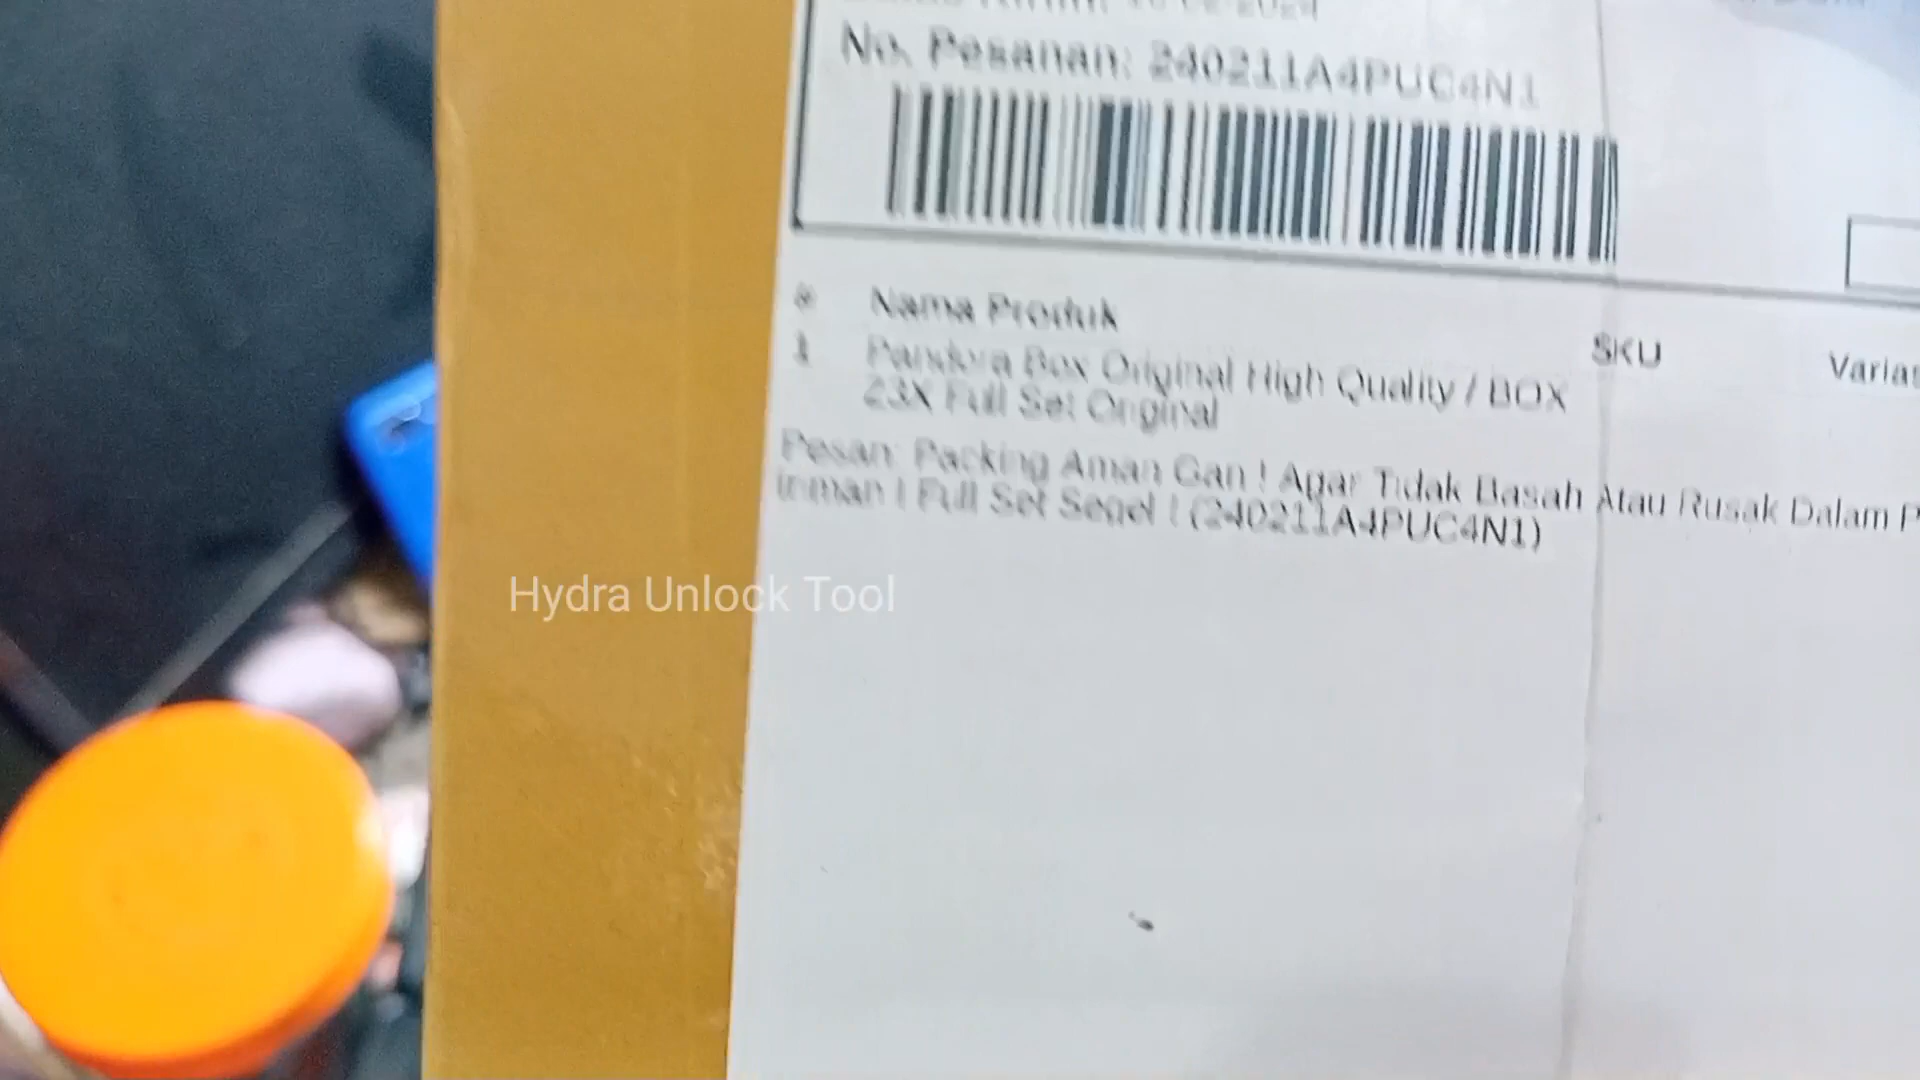 No. Pesanan: 240211A4PUC4N1
# Nama Produk SKU Varias
1 Pandora Box Original High Quality / BOX
23X Full Set Original
Pesan: Packing Aman Gan ! Agar Tidak Basah Atau Rusak Dalam P
iriman ! Full Set Segel ! (240211A4PUC4N1)
Hydra Unlock Tool